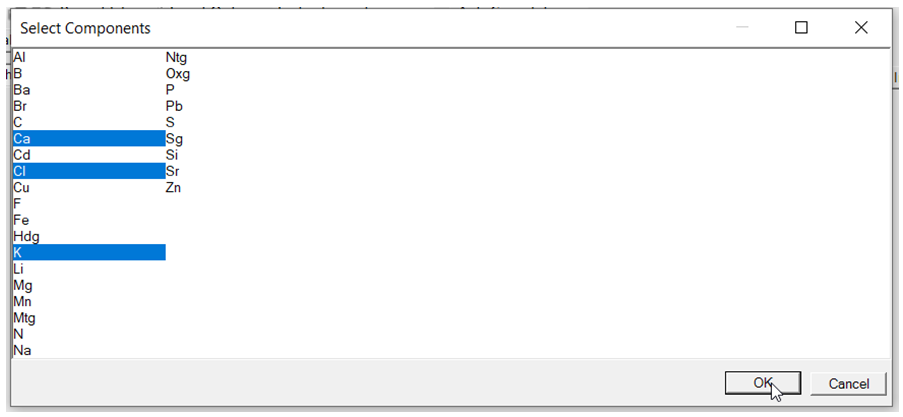 Select Components
Al
B
Ba
Br
C
Ca
Cd
Cl
Cu
F
Fe
Hdg
K
Li
Mg
Mn
Mtg
N
Na
Ntg
Oxg
P
Pb
S
Sg
Si
Sr
Zn
OK
Cancel